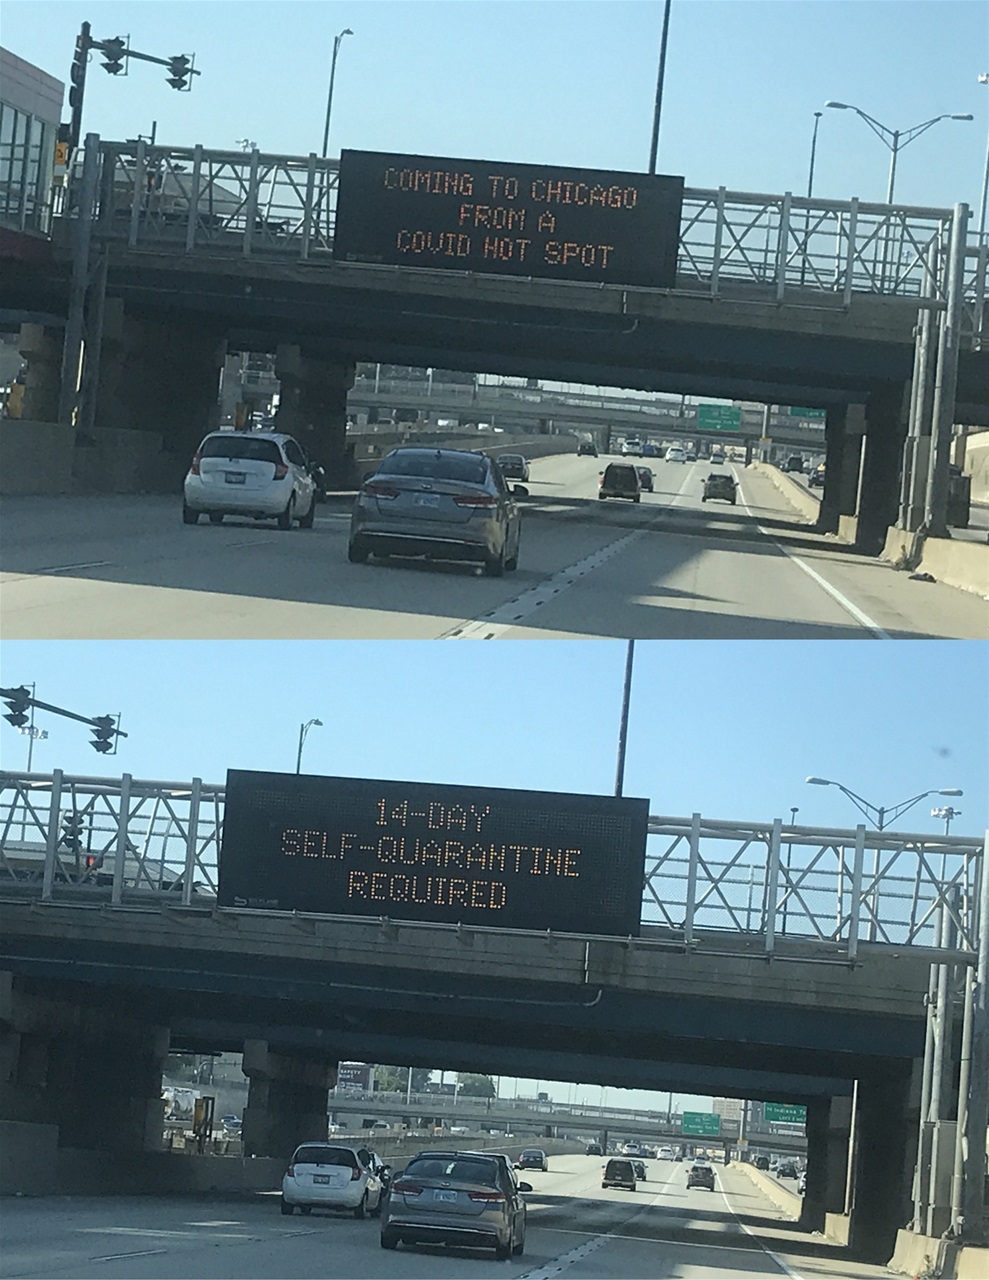 COMING TO CHICAGO
FROM A
COVID HOT SPOT
14-DAY
SELF-QUARANTINE
REQUIRED